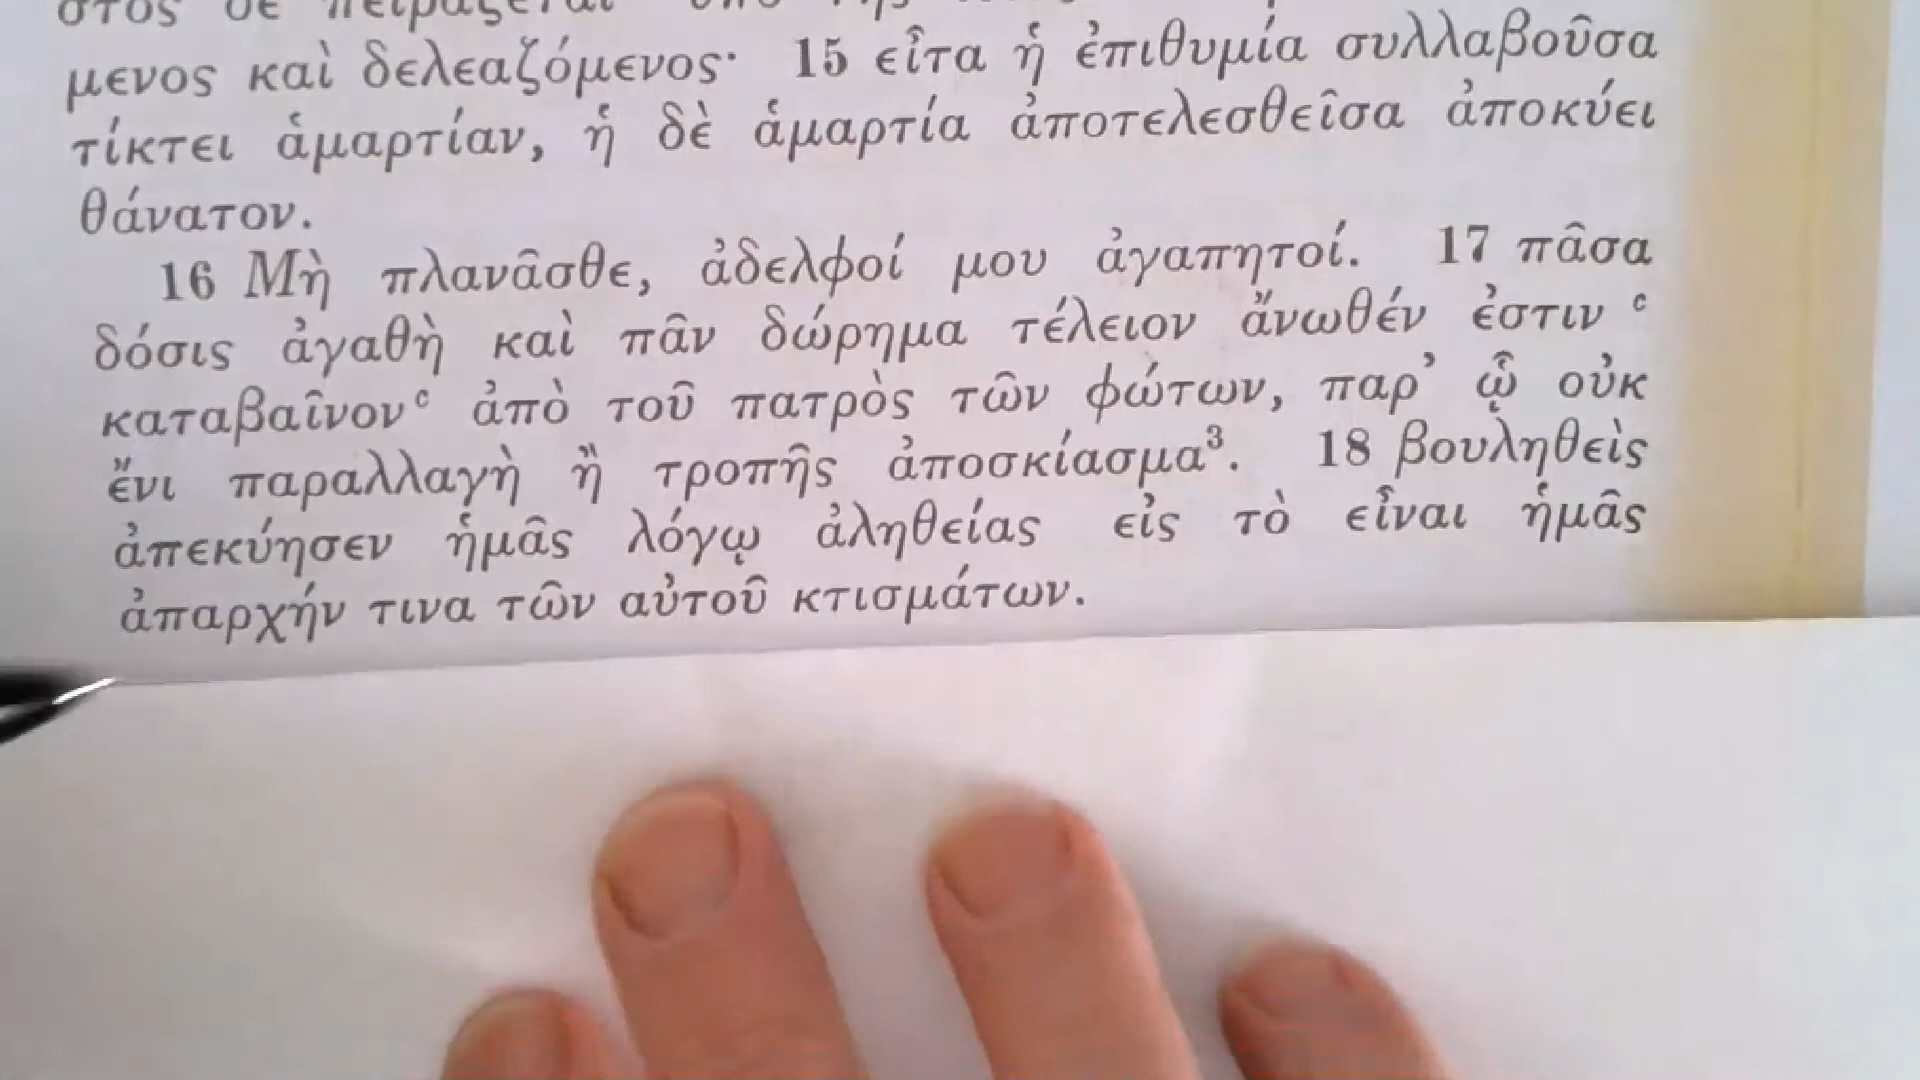 μενος καὶ δελεαζόμενος· 15 εἶτα ἡ ἐπιθυμία συλλαβοῦσα
τίκτει ἁμαρτίαν, ἡ δὲ ἁμαρτία ἀποτελεσθεῖσα ἀποκύει
θάνατον.
16 Μὴ πλανᾶσθε, ἀδελφοί μου ἀγαπητοί. 17 πᾶσα
δόσις ἀγαθὴ καὶ πᾶν δώρημα τέλειον ἄνωθέν ἐστιν ᶜ
καταβαῖνονᶜ ἀπὸ τοῦ πατρὸς τῶν φώτων, παρ’ ᾧ οὐκ
ἔνι παραλλαγὴ ἢ τροπῆς ἀποσκίασμα³. 18 βουληθεὶς
ἀπεκύησεν ἡμᾶς λόγῳ ἀληθείας εἰς τὸ εἶναι ἡμᾶς
ἀπαρχήν τινα τῶν αὐτοῦ κτισμάτων.